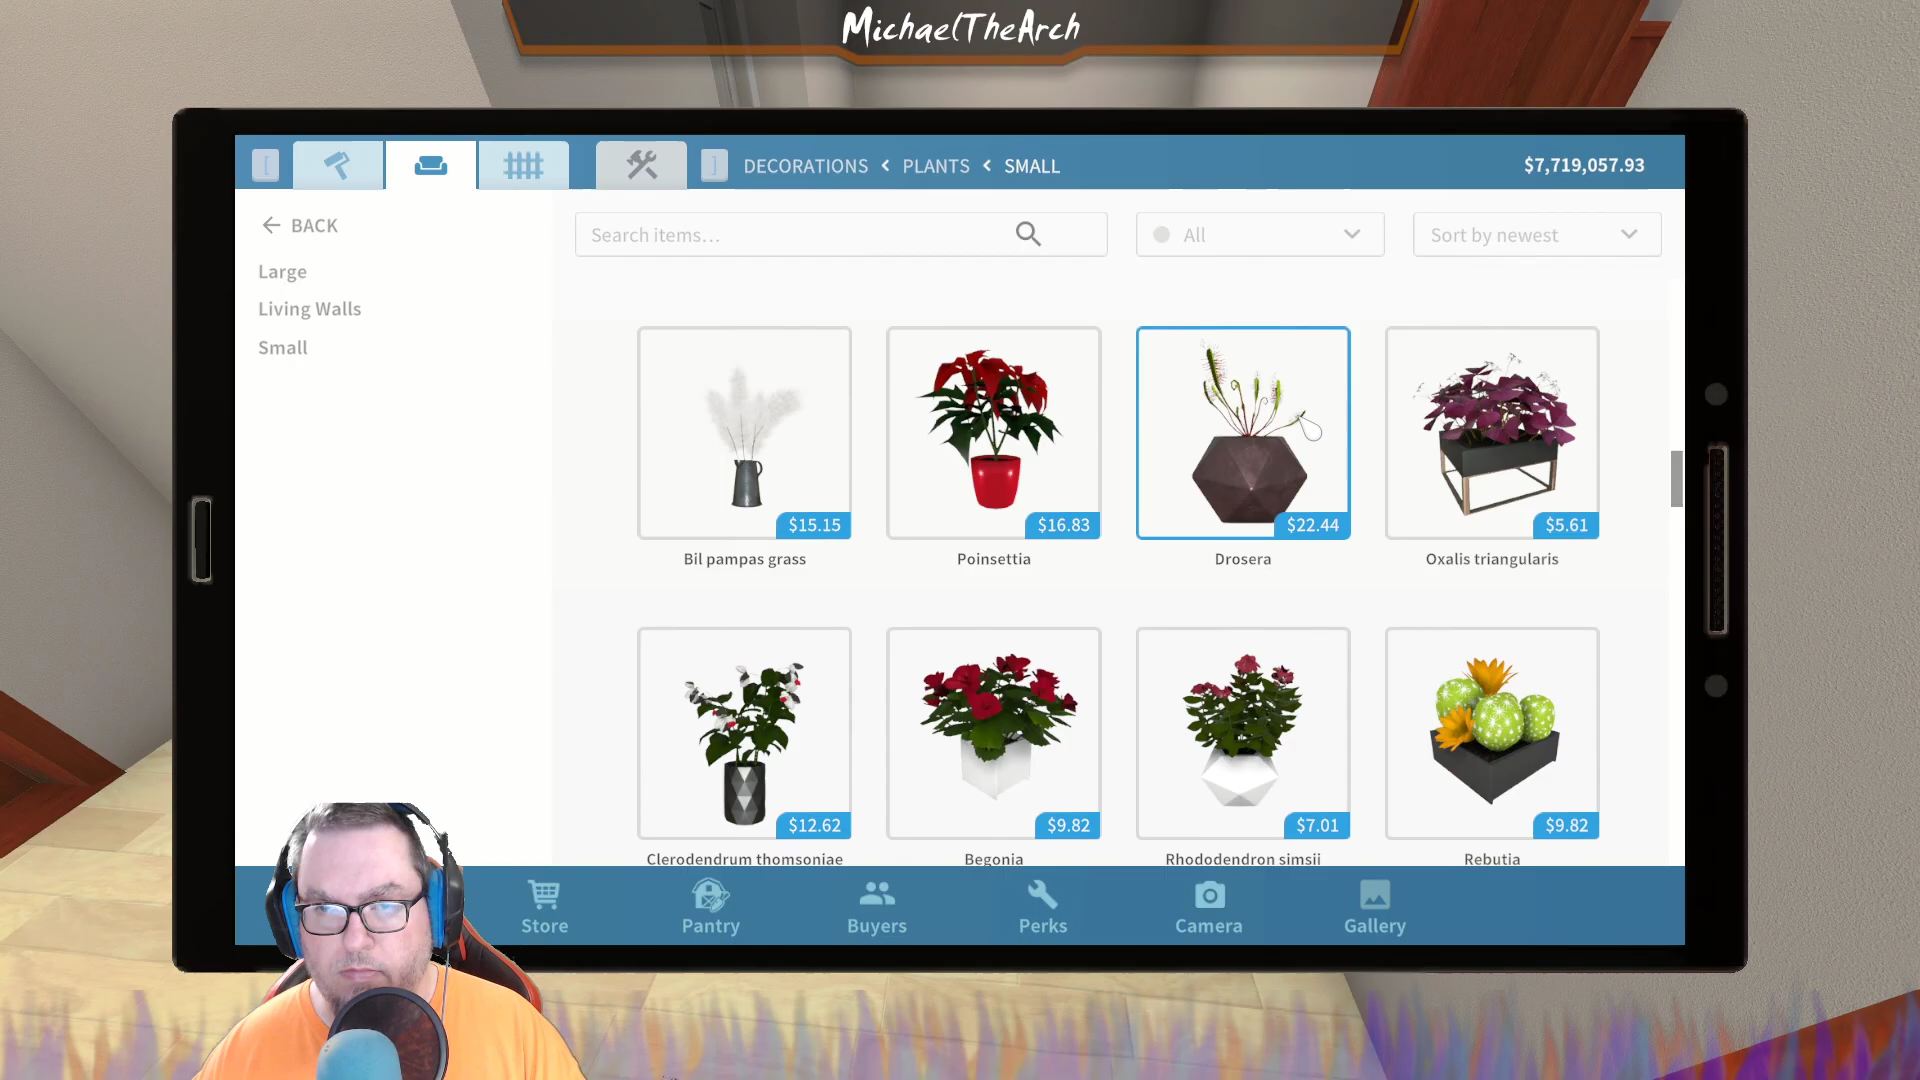 MichaelTheArch
[
]
DECORATIONS < PLANTS < SMALL
$7,719,057.93
BACK
Large
Living Walls
Small
Search items...
All
Sort by newest
$15.15
$16.83
$22.44
$5.61
Bil pampas grass
Poinsettia
Drosera
Oxalis triangularis
$12.62
$9.82
$7.01
$9.82
Clerodendrum thomsoniae
Begonia
Rhododendron simsii
Rebutia
Store
Pantry
Buyers
Perks
Camera
Gallery